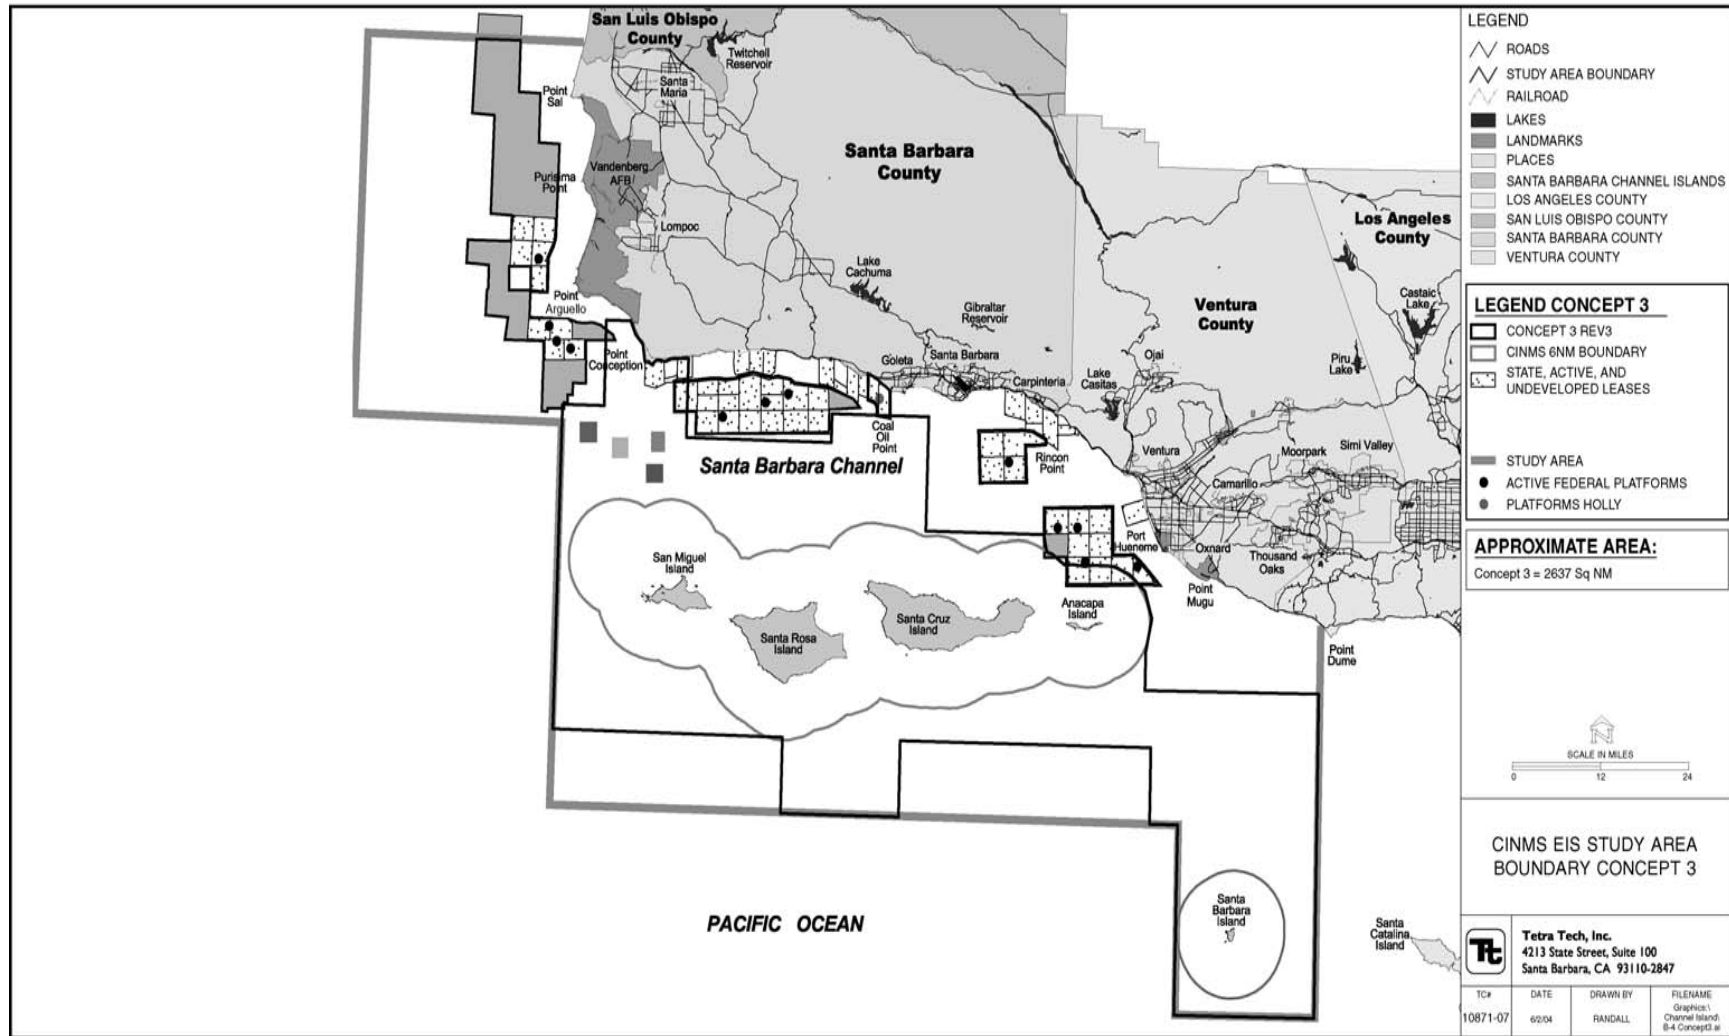 San Luis Obispo
County
Twitchell
Reservoir
Santa
Maria
Point
Sal
Vandenberg
AFB
Purisima
Point
Lompoc
Santa Barbara
County
Lake
Cachuma
Gibraltar
Reservoir
Point
Arguello
Point
Conception
Goleta
Santa Barbara
Carpinteria
Lake
Casitas
Ojai
Ventura
County
Los Angeles
County
Castaic
Lake
Piru
Lake
Coal
Oil
Point
Rincon
Point
Santa Barbara Channel
Ventura
Moorpark
Simi Valley
Camarillo
Port
Hueneme
Oxnard
Thousand
Oaks
Point
Mugu
Point
Dume
San Miguel
Island
Santa Rosa
Island
Santa Cruz
Island
Anacapa
Island
Santa
Barbara
Island
Santa
Catalina
Island
PACIFIC OCEAN
LEGEND
ROADS
STUDY AREA BOUNDARY
RAILROAD
LAKES
LANDMARKS
PLACES
SANTA BARBARA CHANNEL ISLANDS
LOS ANGELES COUNTY
SAN LUIS OBISPO COUNTY
SANTA BARBARA COUNTY
VENTURA COUNTY
LEGEND CONCEPT 3
CONCEPT 3 REV3
CINMS 6NM BOUNDARY
STATE, ACTIVE, AND
UNDEVELOPED LEASES
STUDY AREA
ACTIVE FEDERAL PLATFORMS
PLATFORMS HOLLY
APPROXIMATE AREA:
Concept 3 = 2637 Sq NM
N
SCALE IN MILES
0 12 24
CINMS EIS STUDY AREA
BOUNDARY CONCEPT 3
Tt
Tetra Tech, Inc.
4213 State Street, Suite 100
Santa Barbara, CA 93110-2847
TC# DATE DRAWN BY FILENAME
10871-07 6/2/04 RANDALL Graphics:\
Channel Island\
B-4 Concept3.ai